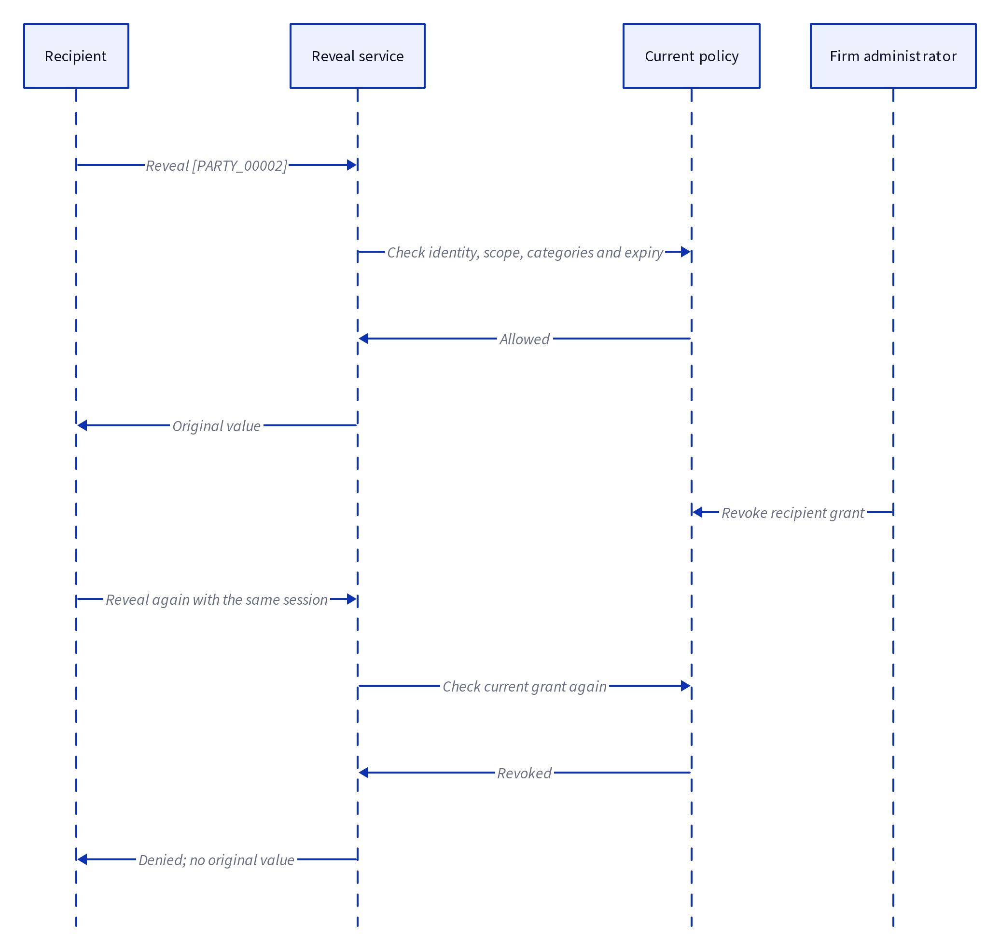 Recipient
Reveal service
Current policy
Firm administrator
Reveal [PARTY_00002]
Check identity, scope, categories and expiry
Allowed
Original value
Revoke recipient grant
Reveal again with the same session
Check current grant again
Revoked
Denied; no original value